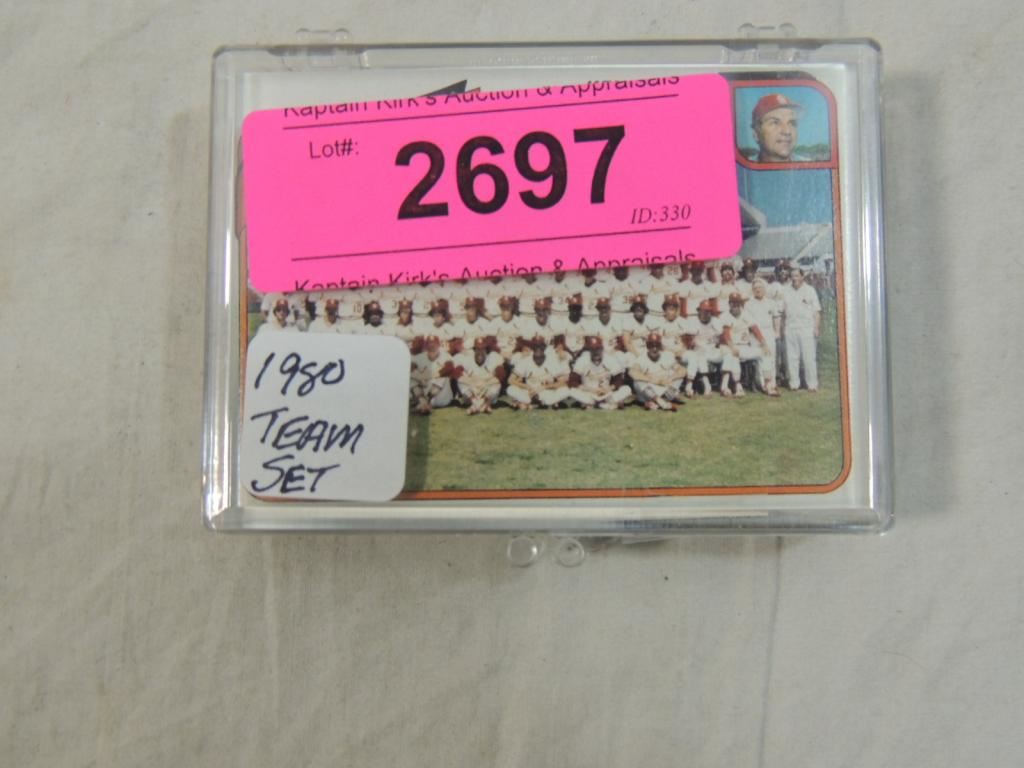 Kaptain Kirk's Auction & Appraisals
Lot#:
2697
ID:330
Kaptain Kirk's Auction & Appraisals
1980
TEAM
SET